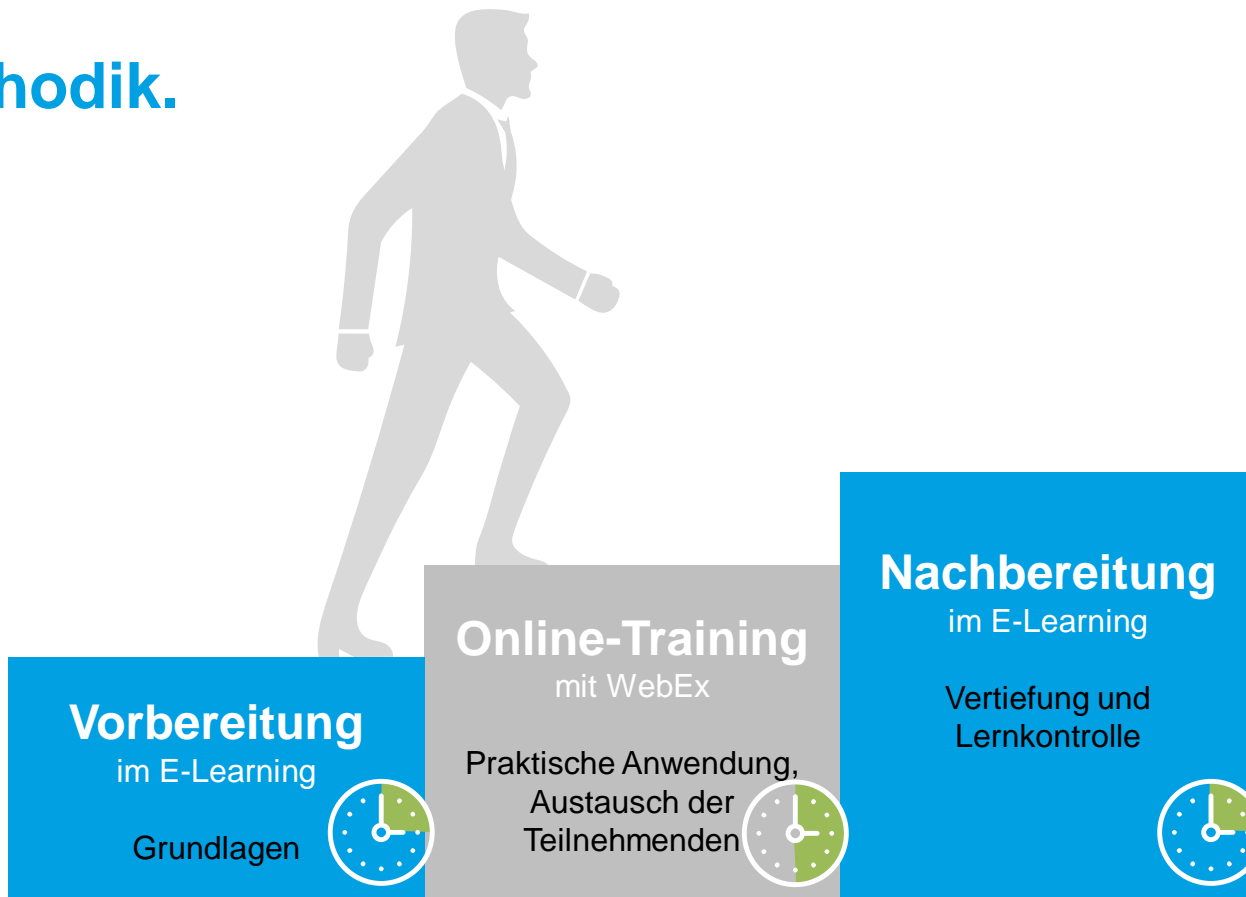 hodik.
Vorbereitung
im E-Learning
Grundlagen
Online-Training
mit WebEx
Praktische Anwendung,
Austausch der
Teilnehmenden
Nachbereitung
im E-Learning
Vertiefung und
Lernkontrolle